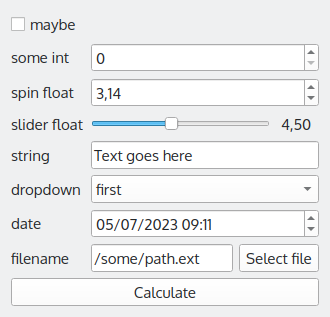 maybe
some int 0
spin float 3,14
slider float 4,50
string Text goes here
dropdown first
date 05/07/2023 09:11
filename /some/path.ext Select file
Calculate